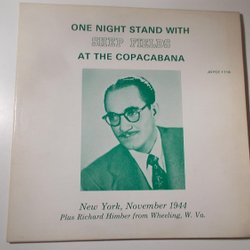 ONE NIGHT STAND WITH
SHEP FIELDS
AT THE COPACABANA
New York, November 1944
Plus Richard Himber from Wheeling, W. Va.